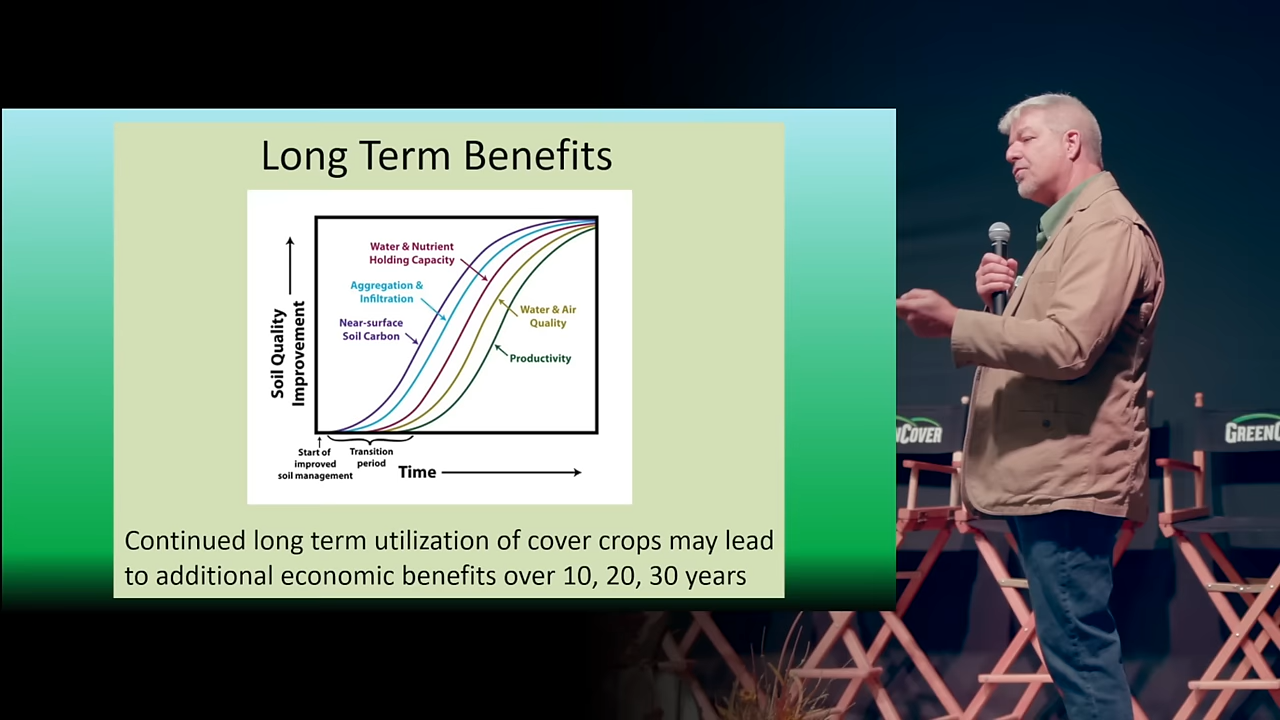 Long Term Benefits
Water & Nutrient
Holding Capacity
Aggregation &
Infiltration
Near-surface
Soil Carbon
Water & Air
Quality
Productivity
Soil Quality
Improvement
Start of
improved
soil management
Transition
period
Time
Continued long term utilization of cover crops may lead
to additional economic benefits over 10, 20, 30 years